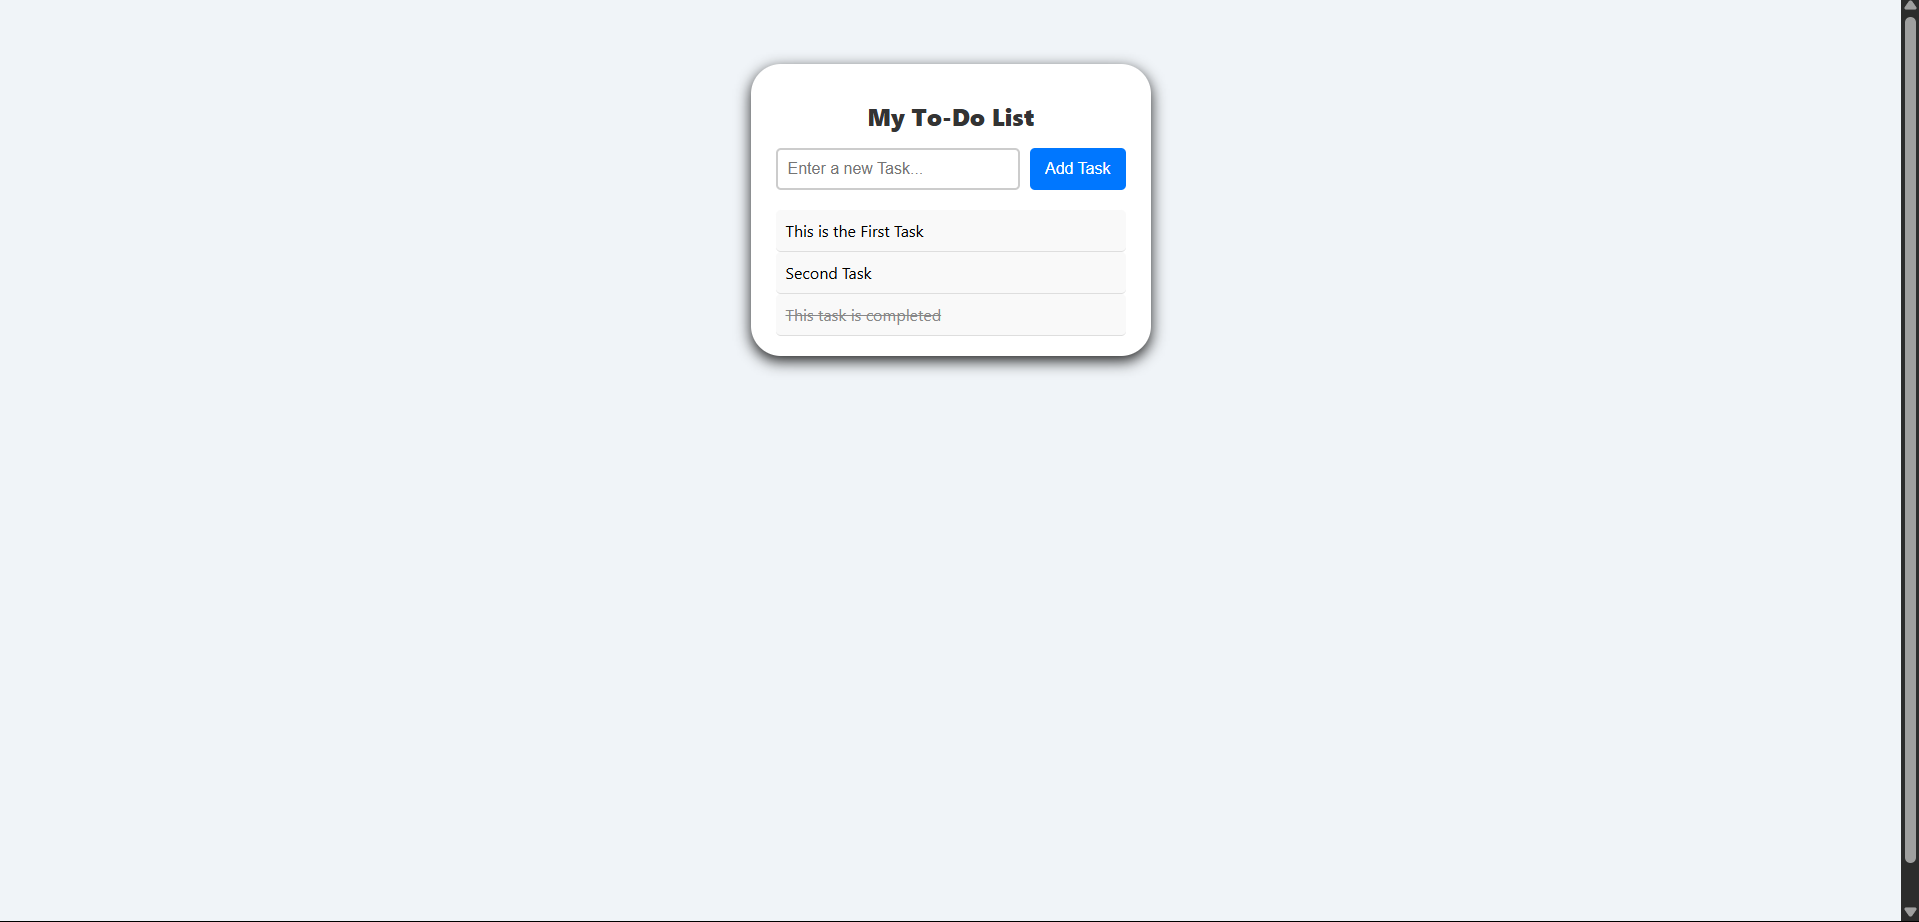 My To-Do List
Enter a new Task...
Add Task
This is the First Task
Second Task
This task is completed